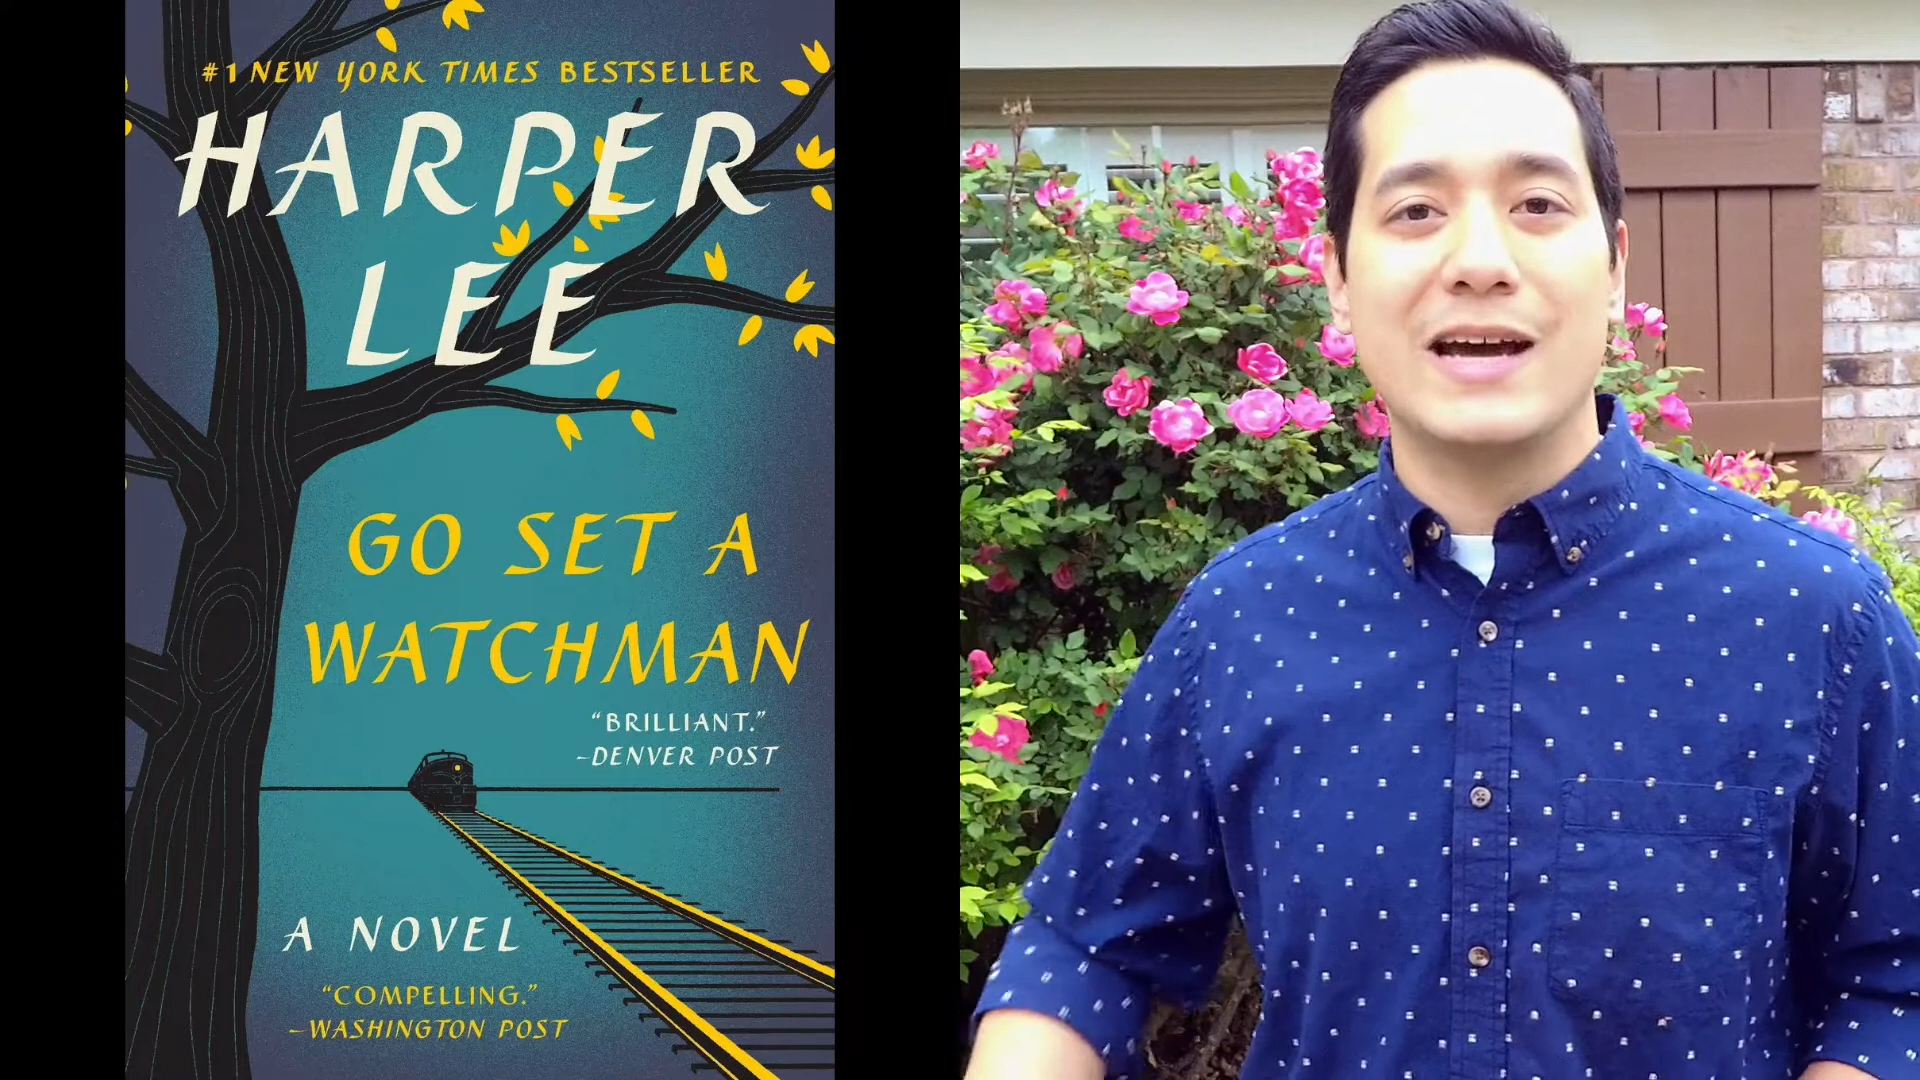 #1 NEW YORK TIMES BESTSELLER
HARPER
LEE
GO SET A
WATCHMAN
“BRILLIANT.”
–DENVER POST
A NOVEL
“COMPELLING.”
–WASHINGTON POST